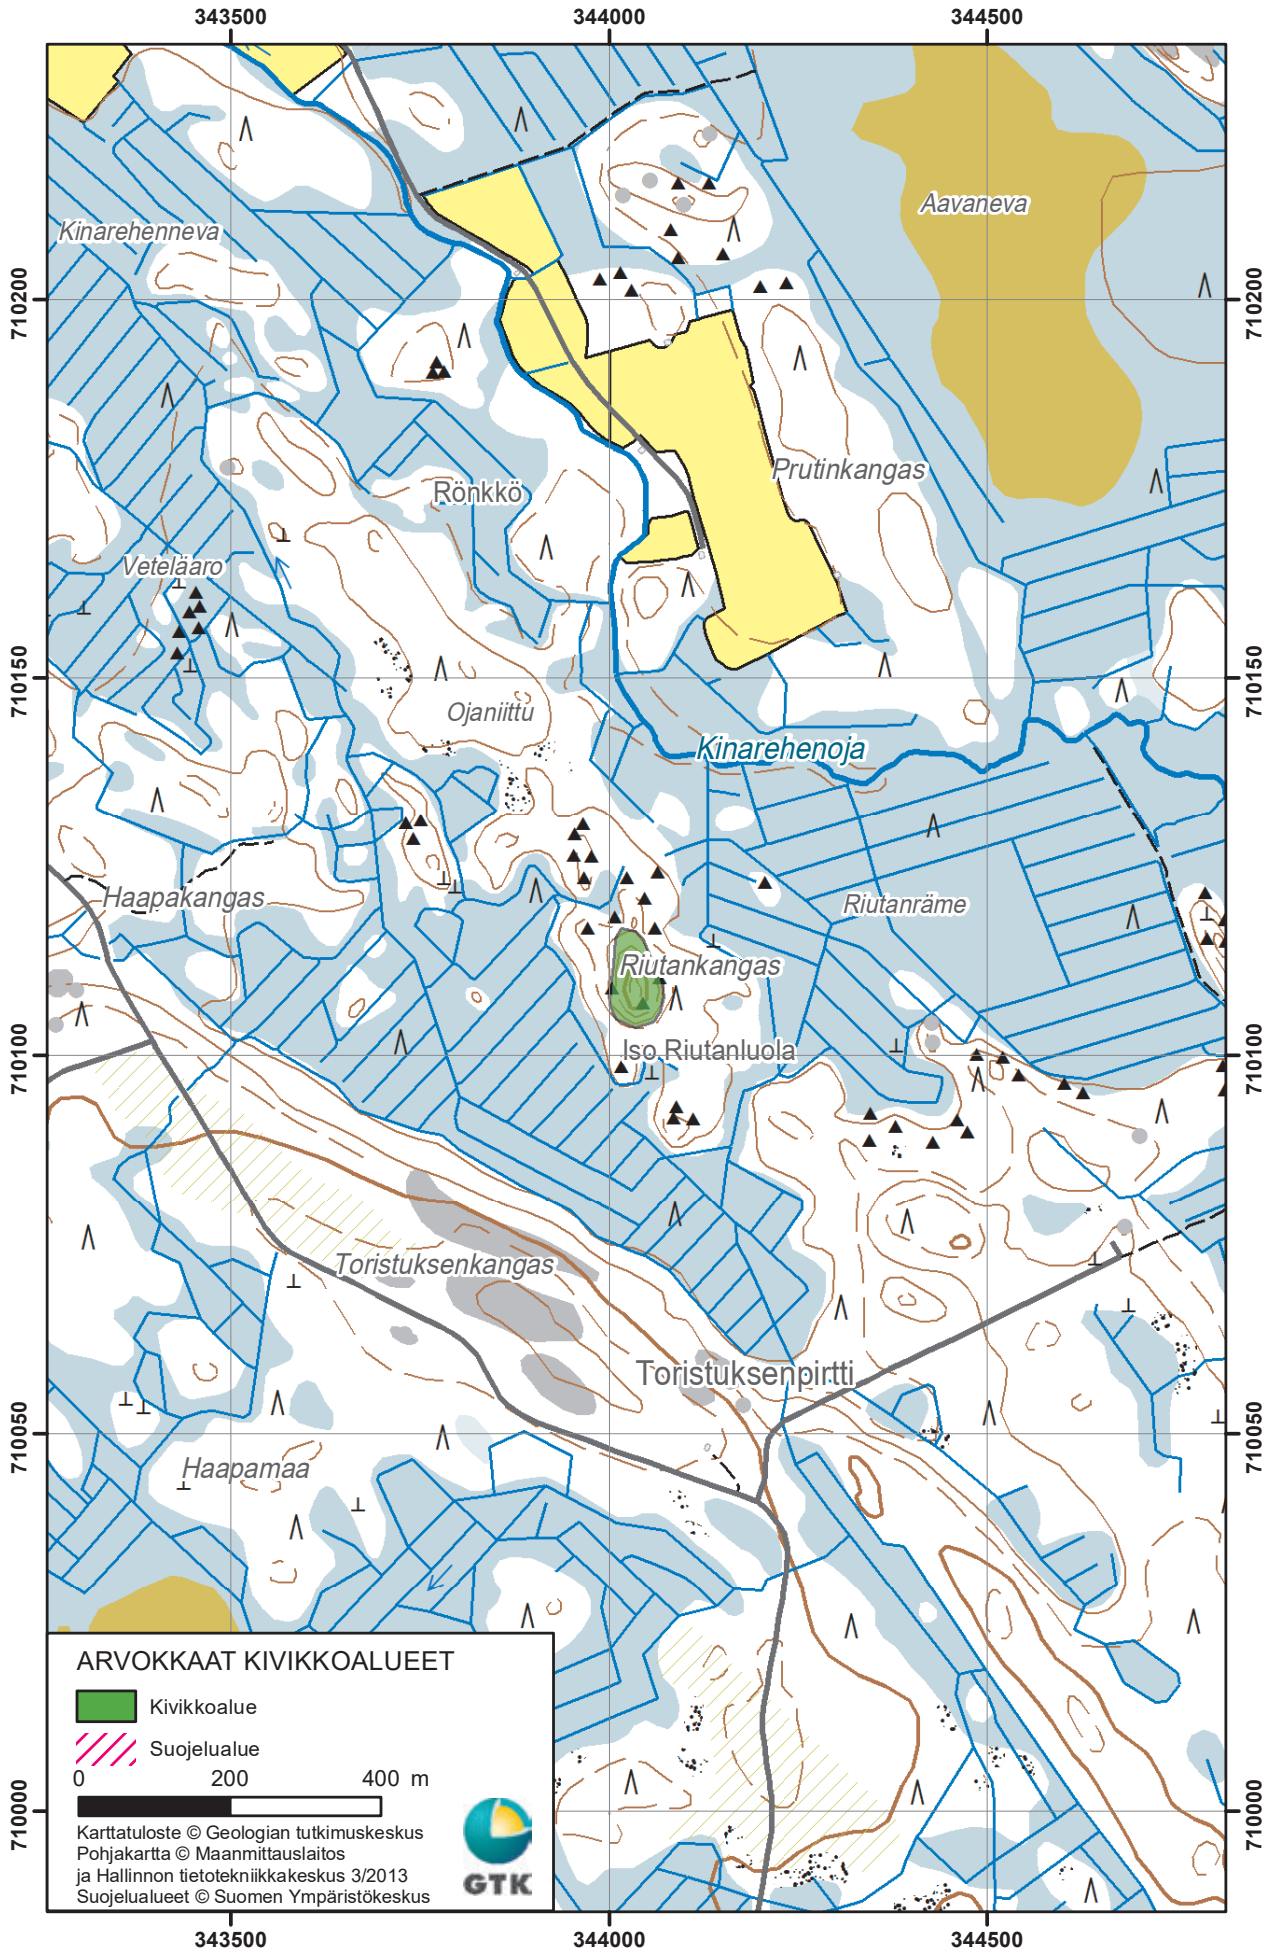 343500
344000
344500
Aavaneva
Kinarehenneva
710200
710200
Prutinkangas
Rönkkö
Veteläaro
710150
710150
Ojaniittu
Kinarehenoja
Haapakangas
Riutanräme
Riutankangas
Iso Riutanluola
710100
710100
Toristuksenkangas
Toristuksenpirtti
710050
710050
Haapamaa
ARVOKKAAT KIVIKKOALUEET
Kivikkoalue
Suojelualue
0 200 400 m
710000
710000
Karttatuloste © Geologian tutkimuskeskus
Pohjakartta © Maanmittauslaitos
ja Hallinnon tietotekniikkakeskus 3/2013
Suojelualueet © Suomen Ympäristökeskus
GTK
343500
344000
344500